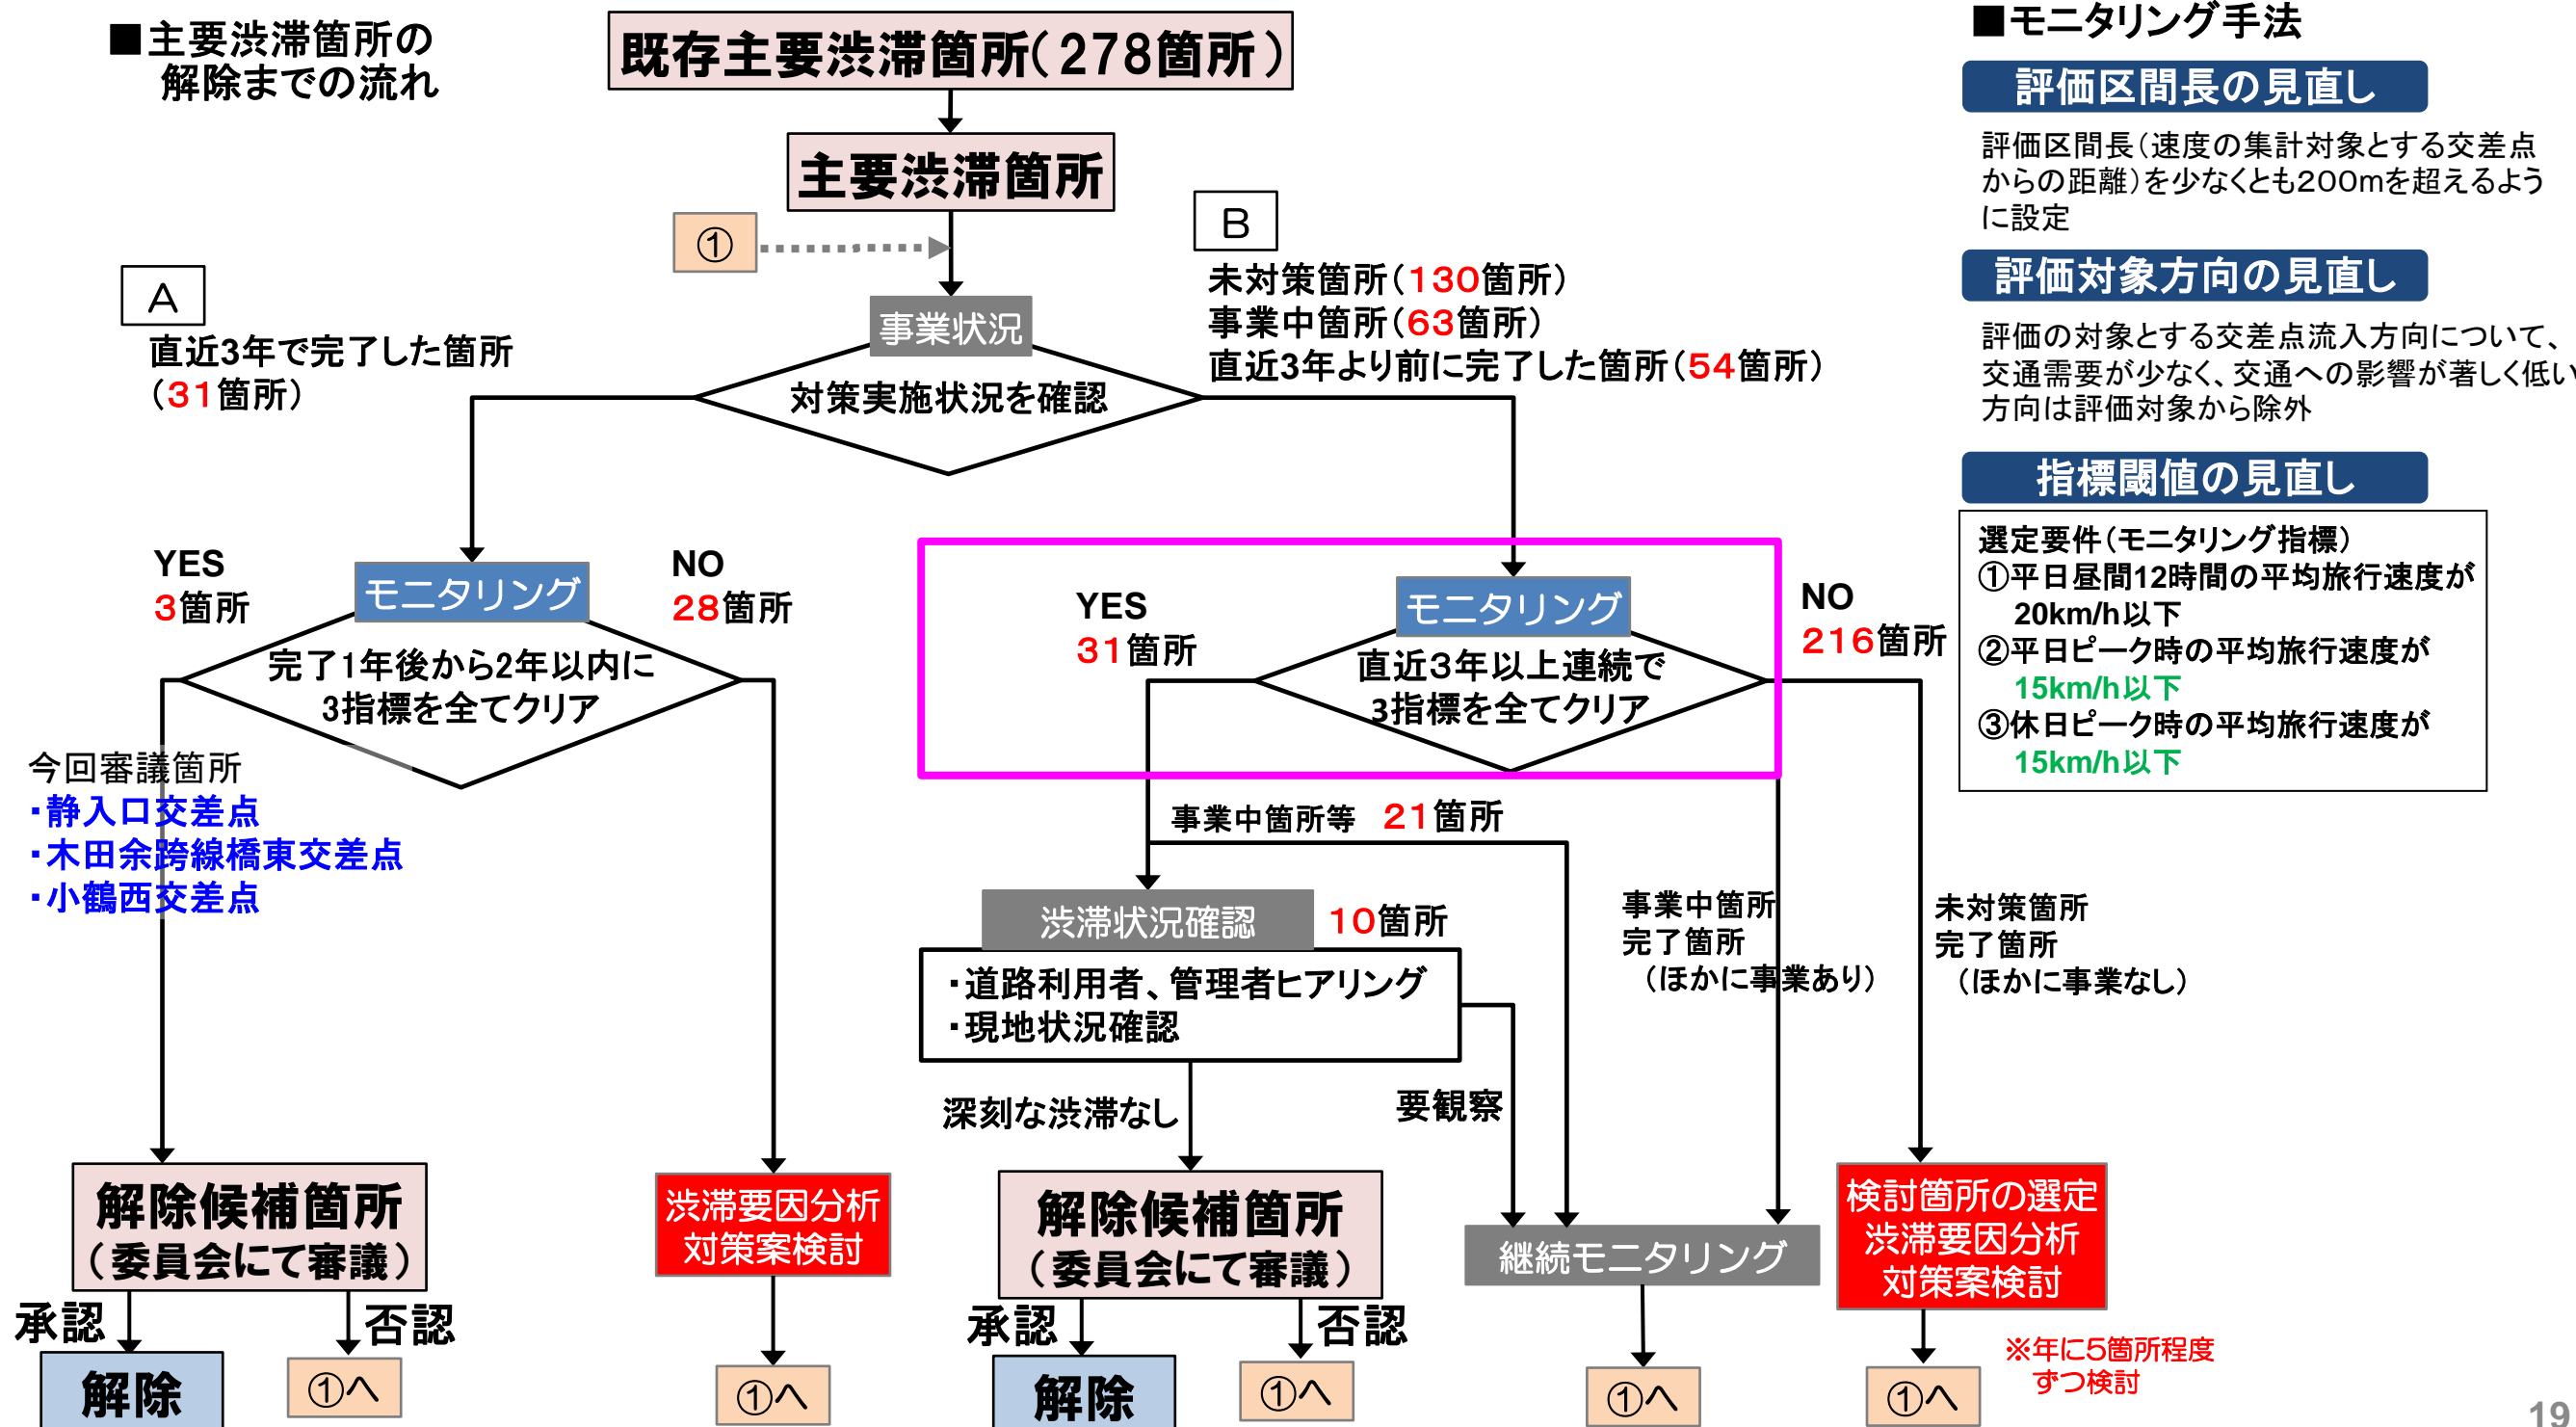 ■主要渋滞箇所の
解除までの流れ
既存主要渋滞箇所(278箇所)
主要渋滞箇所
①
A
直近3年で完了した箇所
(31箇所)
B
未対策箇所(130箇所)
事業中箇所(63箇所)
直近3年より前に完了した箇所(54箇所)
事業状況
対策実施状況を確認
YES
3箇所
モニタリング
NO
28箇所
完了1年後から2年以内に
3指標を全てクリア
YES
31箇所
モニタリング
NO
216箇所
直近3年以上連続で
3指標を全てクリア
今回審議箇所
・静入口交差点
・木田余跨線橋東交差点
・小鶴西交差点
事業中箇所等 21箇所
渋滞状況確認
10箇所
・道路利用者、管理者ヒアリング
・現地状況確認
事業中箇所
完了箇所
(ほかに事業あり)
未対策箇所
完了箇所
(ほかに事業なし)
深刻な渋滞なし
要観察
解除候補箇所
(委員会にて審議)
渋滞要因分析
対策案検討
解除候補箇所
(委員会にて審議)
継続モニタリング
検討箇所の選定
渋滞要因分析
対策案検討
承認
否認
承認
否認
解除
①へ
①へ
解除
①へ
①へ
①へ
※年に5箇所程度
ずつ検討
■モニタリング手法
評価区間長の見直し
評価区間長(速度の集計対象とする交差点
からの距離)を少なくとも200mを超えるよう
に設定
評価対象方向の見直し
評価の対象とする交差点流入方向について、
交通需要が少なく、交通への影響が著しく低い
方向は評価対象から除外
指標閾値の見直し
選定要件(モニタリング指標)
①平日昼間12時間の平均旅行速度が
20km/h以下
②平日ピーク時の平均旅行速度が
15km/h以下
③休日ピーク時の平均旅行速度が
15km/h以下
19